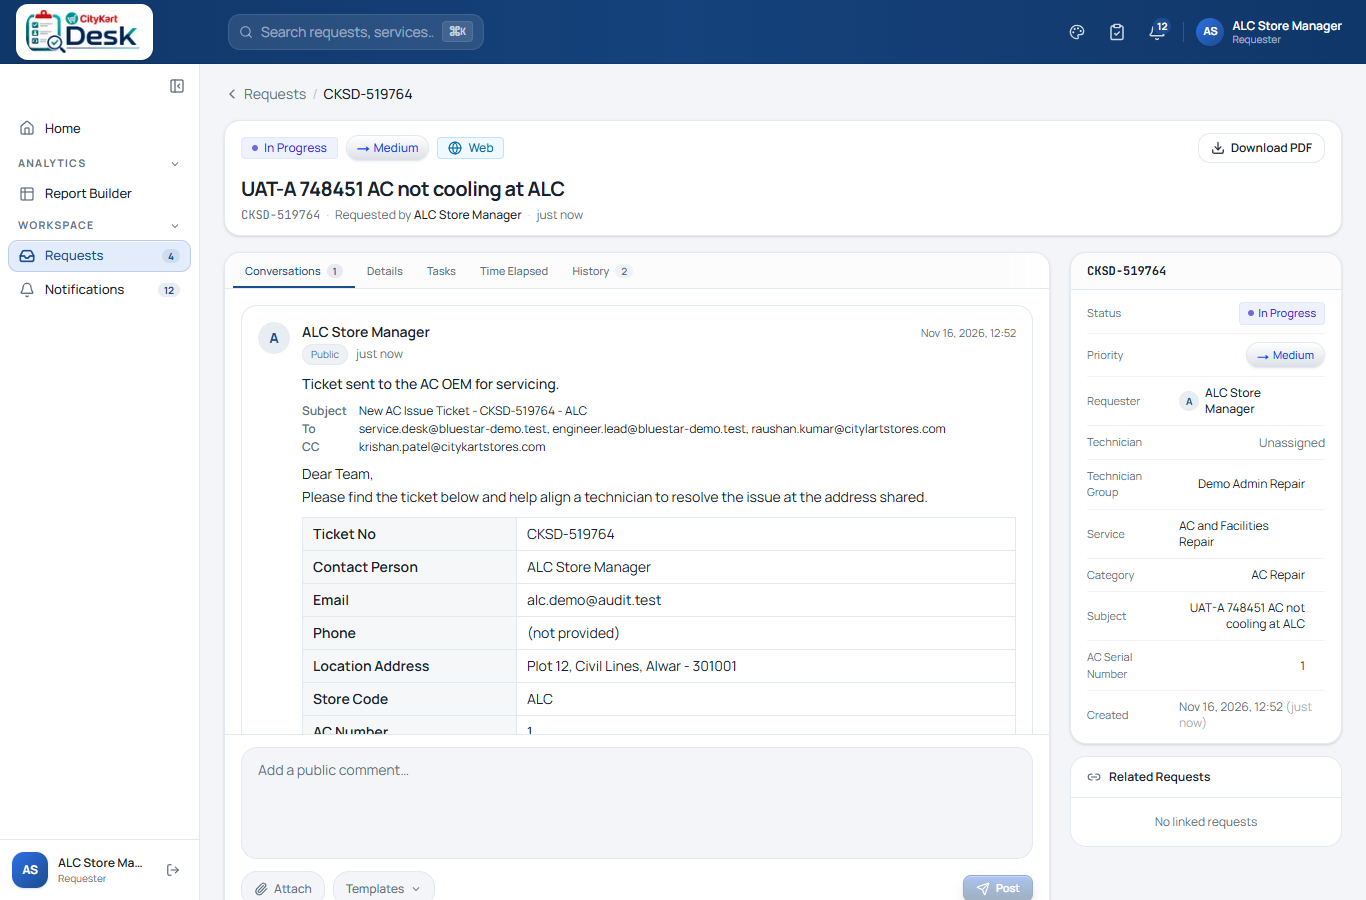 CityKart
Desk
Search requests, services..
⌘K
12
AS
ALC Store Manager
Requester
Home
ANALYTICS
Report Builder
WORKSPACE
Requests
4
Notifications
12
AS
ALC Store Ma...
Requester
Requests / CKSD-519764
In Progress
→ Medium
Web
Download PDF
UAT-A 748451 AC not cooling at ALC
CKSD-519764 · Requested by ALC Store Manager · just now
Conversations 1
Details
Tasks
Time Elapsed
History 2
A
ALC Store Manager
Nov 16, 2026, 12:52
Public
just now
Ticket sent to the AC OEM for servicing.
Subject New AC Issue Ticket - CKSD-519764 - ALC
To service.desk@bluestar-demo.test, engineer.lead@bluestar-demo.test, raushan.kumar@citylartstores.com
CC krishan.patel@citykartstores.com
Dear Team,
Please find the ticket below and help align a technician to resolve the issue at the address shared.
Ticket No CKSD-519764
Contact Person ALC Store Manager
Email alc.demo@audit.test
Phone (not provided)
Location Address Plot 12, Civil Lines, Alwar - 301001
Store Code ALC
AC Number 1
Add a public comment...
Attach
Templates
Post
CKSD-519764
Status In Progress
Priority → Medium
Requester A ALC Store
Manager
Technician Unassigned
Technician
Group Demo Admin Repair
Service AC and Facilities
Repair
Category AC Repair
Subject UAT-A 748451 AC not
cooling at ALC
AC Serial
Number 1
Created Nov 16, 2026, 12:52 (just
now)
Related Requests
No linked requests